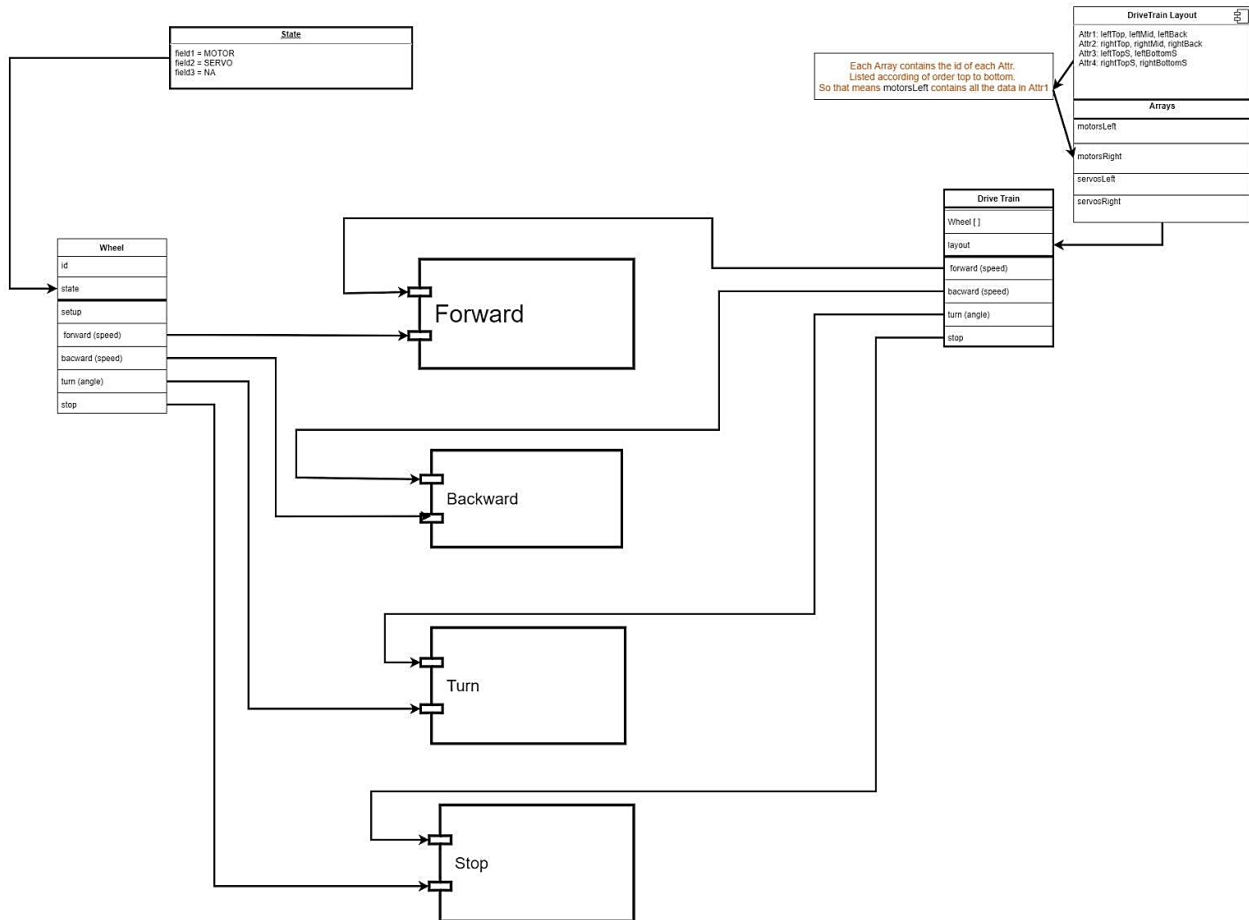 State
field1 = MOTOR
field2 = SERVO
field3 = NA
DriveTrain Layout
Attr1: leftTop, leftMid, leftBack
Attr2: rightTop, rightMid, rightBack
Attr3: leftTopS, leftBottomS
Attr4: rightTopS, rightBottomS
Arrays
motorsLeft
motorsRight
servosLeft
servosRight
Each Array contains the id of each Attr.
Listed according of order top to bottom.
So that means motorsLeft contains all the data in Attr1
Drive Train
Wheel [ ]
layout
forward (speed)
bacward (speed)
turn (angle)
stop
Wheel
id
state
setup
forward (speed)
bacward (speed)
turn (angle)
stop
Forward
Backward
Turn
Stop